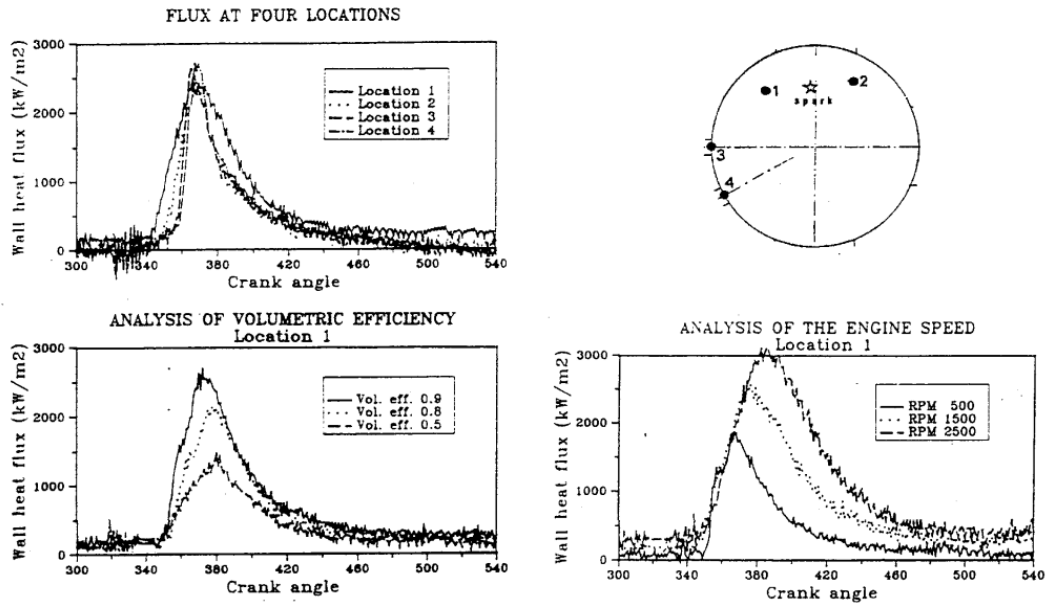 FLUX AT FOUR LOCATIONS
Wall heat flux (kW/m2)
3000
2000
1000
0
Location 1
Location 2
Location 3
Location 4
300
340
380
420
460
500
540
Crank angle
1
spark
2
3
4
ANALYSIS OF VOLUMETRIC EFFICIENCY
Location 1
Wall heat flux (kW/m2)
3000
2000
1000
0
Vol. eff. 0.9
Vol. eff. 0.8
Vol. eff. 0.5
300
340
380
420
460
500
540
Crank angle
ANALYSIS OF THE ENGINE SPEED
Location 1
Wall heat flux (kW/m2)
3000
2000
1000
0
RPM 500
RPM 1500
RPM 2500
300
340
380
420
460
500
540
Crank angle